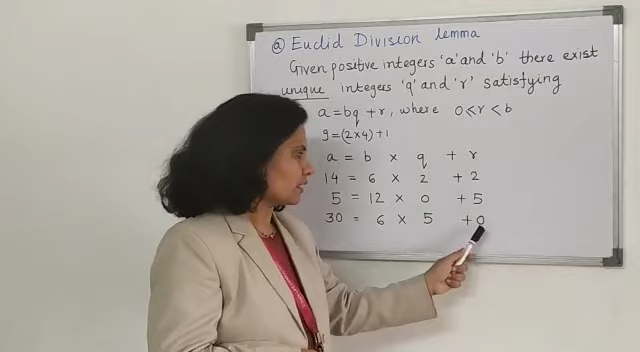 @ Euclid Division lemma
Given positive integers 'a' and 'b' there exist
unique integers 'q' and 'r' satisfying
a = bq + r, where 0 ≤ r < b
9 = (2×4) + 1
a = b × q + r
14 = 6 × 2 + 2
5 = 12 × 0 + 5
30 = 6 × 5 + 0